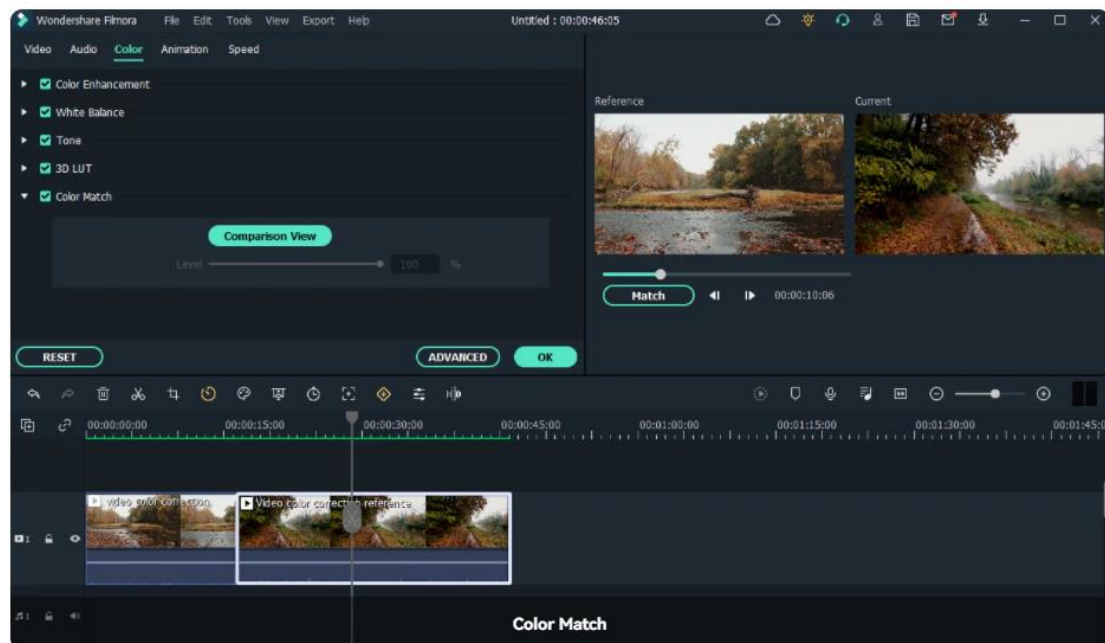 Wondershare Filmora File Edit Tools View Export Help Untitled : 00:00:46:05
Video Audio Color Animation Speed
Color Enhancement
White Balance
Tone
3D LUT
Color Match
Comparison View
Level 100 %
RESET ADVANCED OK
Reference Current
Match 00:00:10:06
00:00:00:00 00:00:15:00 00:00:30:00 00:00:45:00 00:01:00:00 00:01:15:00 00:01:30:00 00:01:45:0
video color correction Video color correction reference
1
1
Color Match